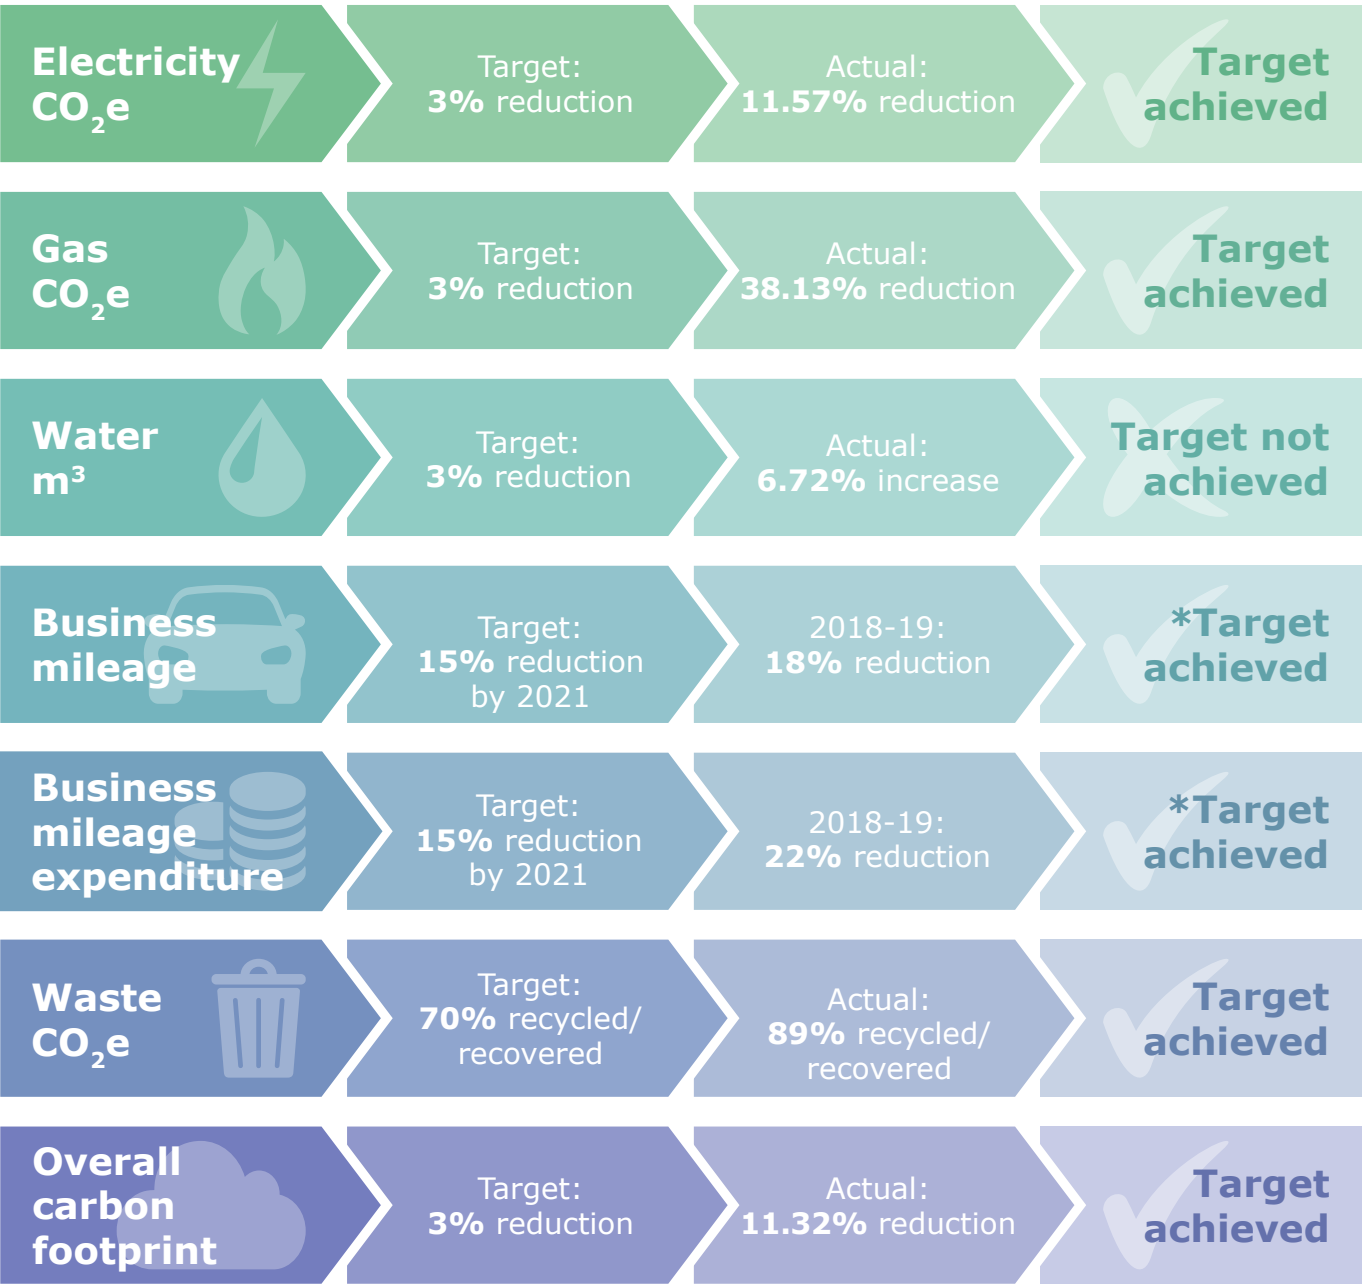 Electricity
CO₂e
Target:
3% reduction
Actual:
11.57% reduction
Target
achieved
Gas
CO₂e
Target:
3% reduction
Actual:
38.13% reduction
Target
achieved
Water
m³
Target:
3% reduction
Actual:
6.72% increase
Target not
achieved
Business
mileage
Target:
15% reduction
by 2021
2018-19:
18% reduction
*Target
achieved
Business
mileage
expenditure
Target:
15% reduction
by 2021
2018-19:
22% reduction
*Target
achieved
Waste
CO₂e
Target:
70% recycled/
recovered
Actual:
89% recycled/
recovered
Target
achieved
Overall
carbon
footprint
Target:
3% reduction
Actual:
11.32% reduction
Target
achieved